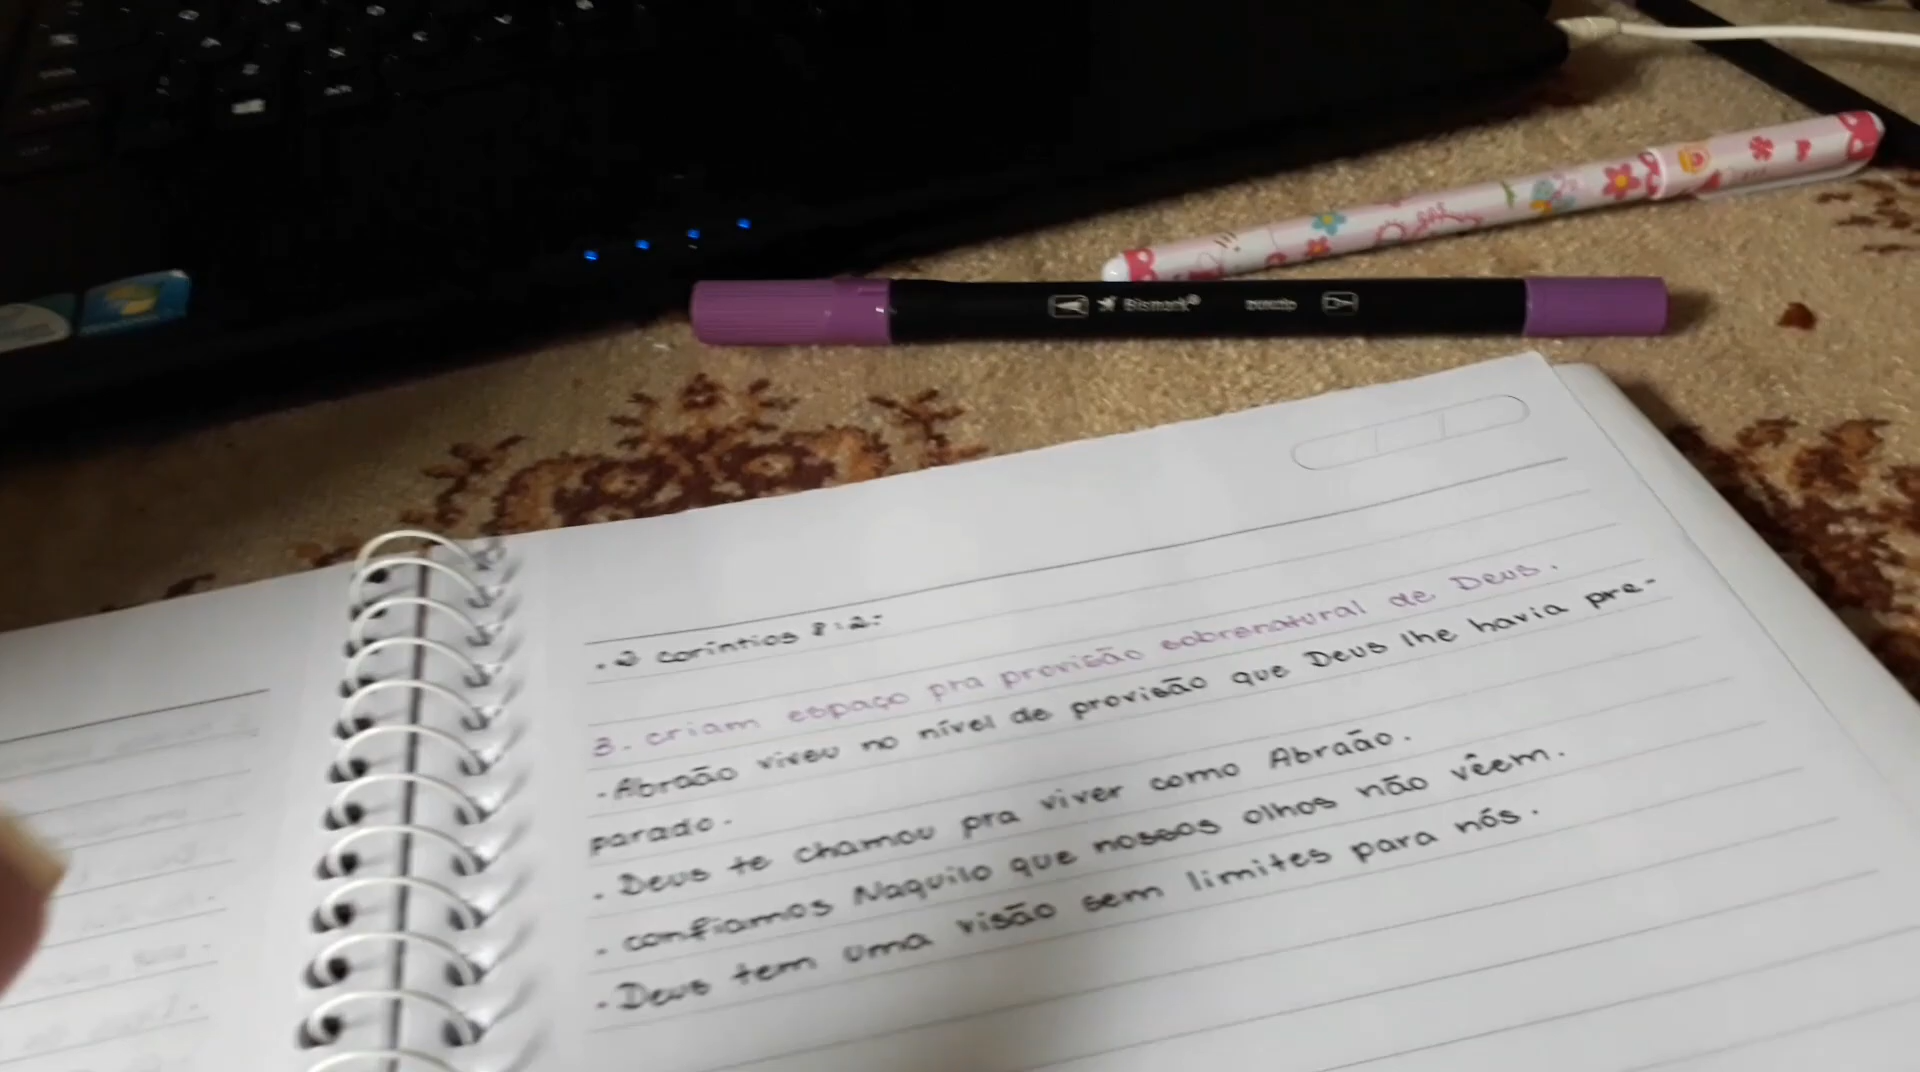 Bismark®
. 2 coríntios 8:2:
3. criam espaço pra provisão sobrenatural de Deus.
. Abraão viveu no nível de provisão que Deus lhe havia pre-
parado.
. Deus te chamou pra viver como Abraão.
. confiamos Naquilo que nossos olhos não vêem.
. Deus tem uma visão sem limites para nós.